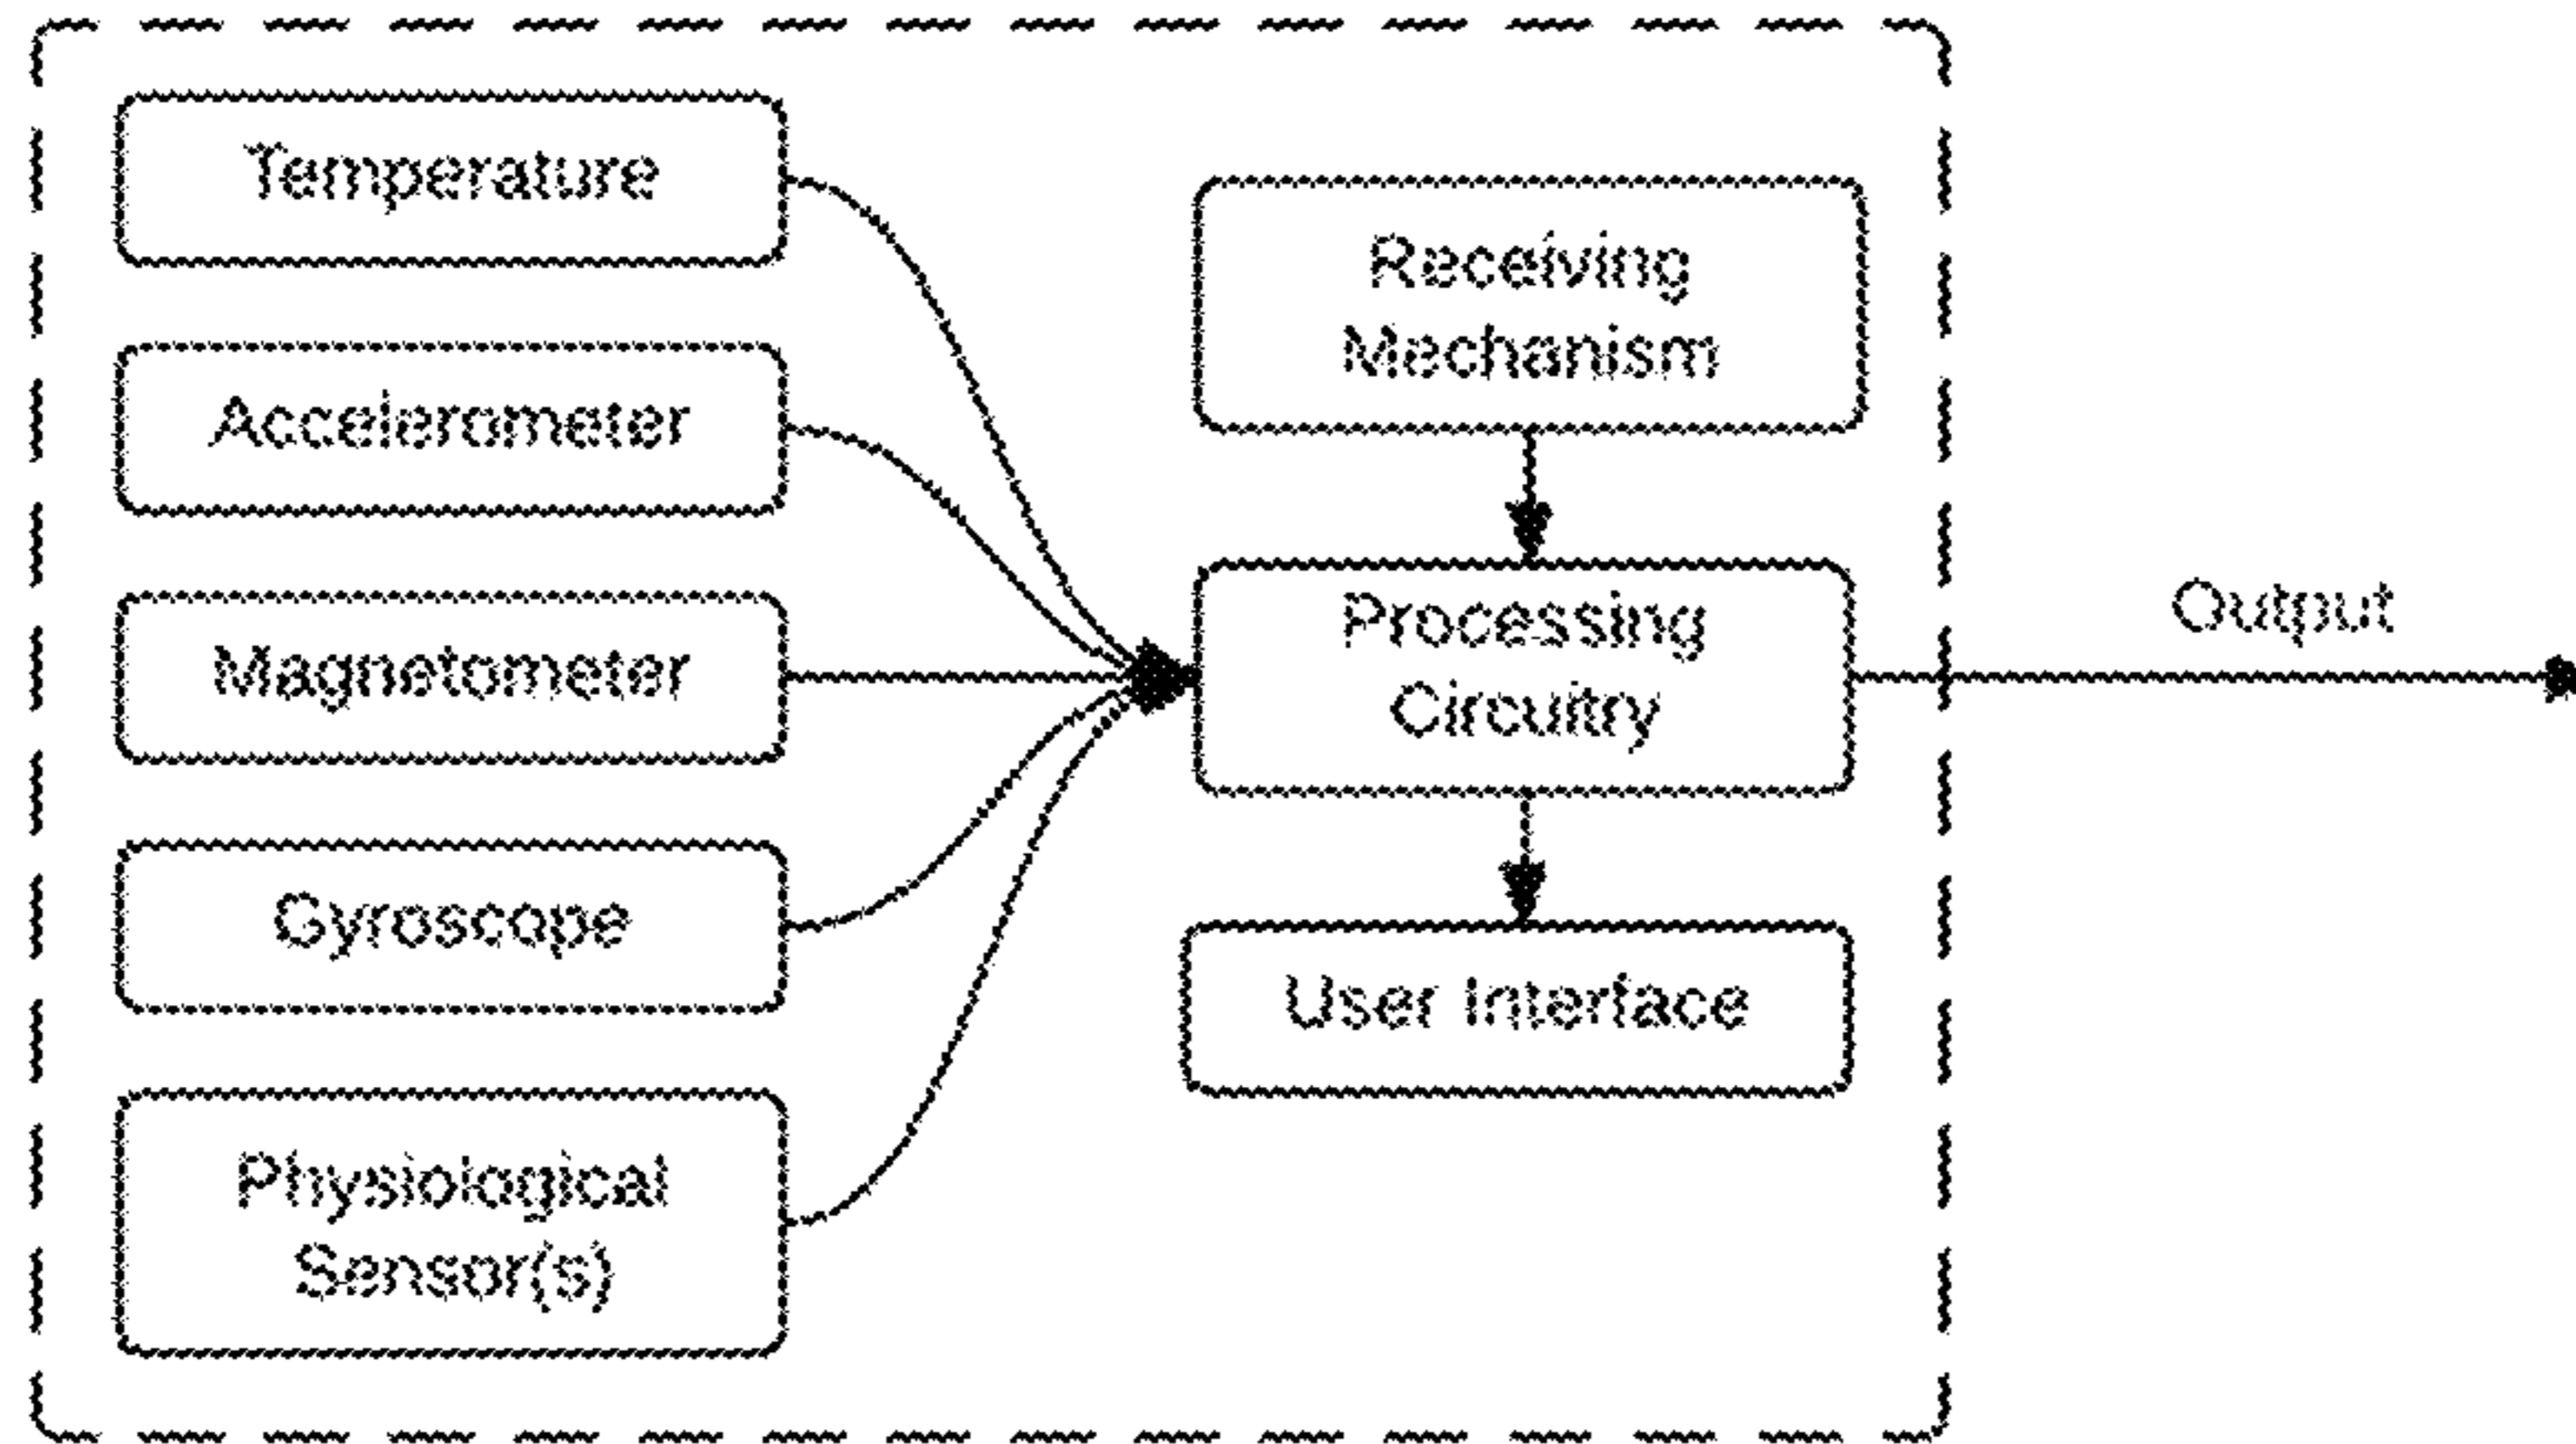 Temperature
Accelerometer
Magnetometer
Gyroscope
Physiological
Sensor(s)
Receiving
Mechanism
Processing
Circuitry
User Interface
Output